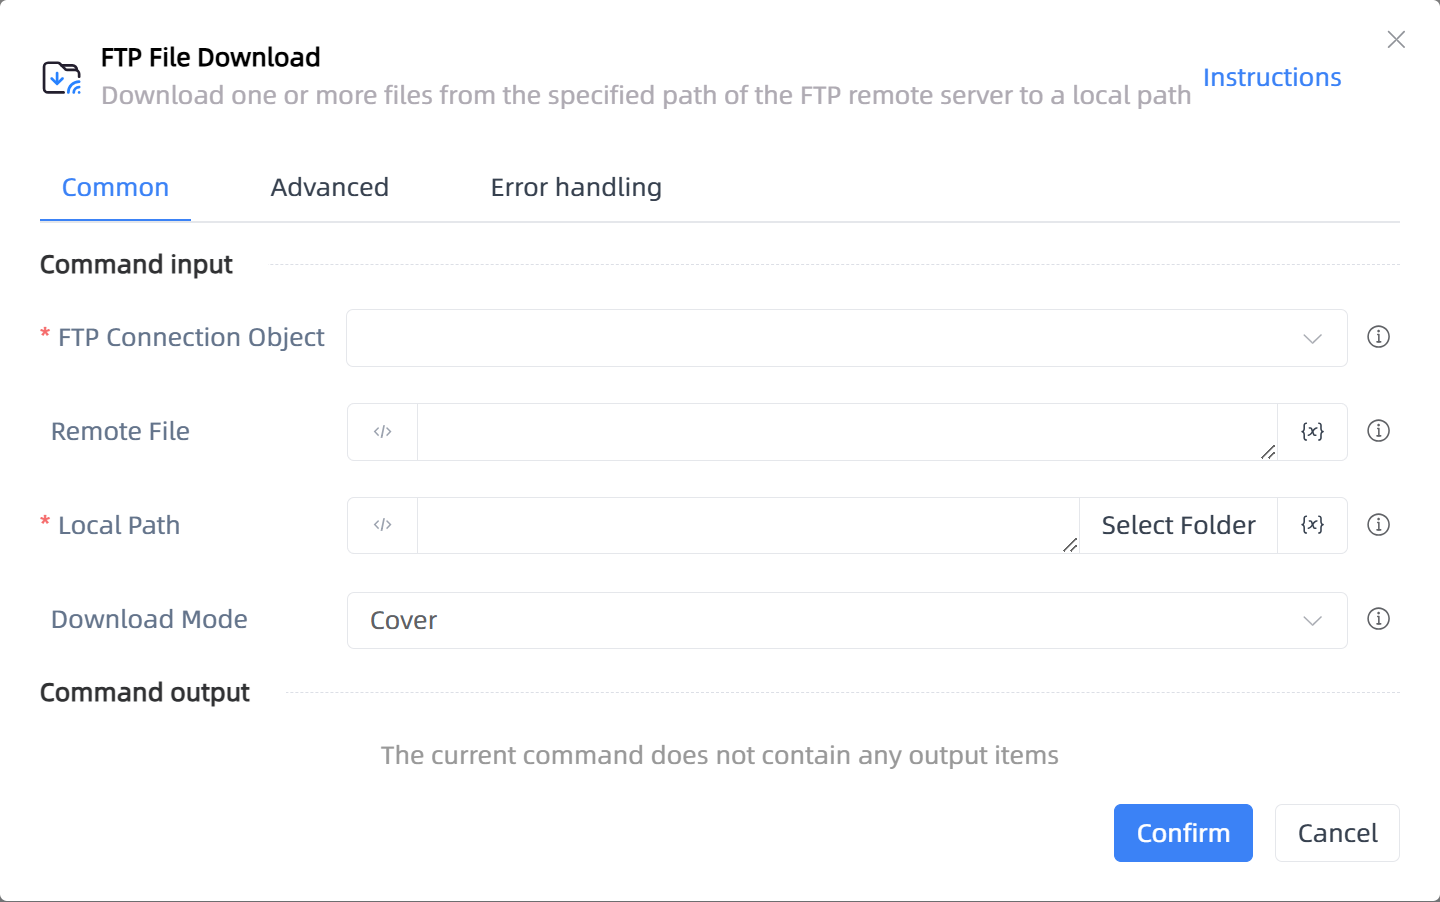 FTP File Download
Download one or more files from the specified path of the FTP remote server to a local path
Instructions
Common
Advanced
Error handling
Command input
* FTP Connection Object
Remote File
</>
{x}
* Local Path
</>
Select Folder
{x}
Download Mode
Cover
Command output
The current command does not contain any output items
Confirm
Cancel